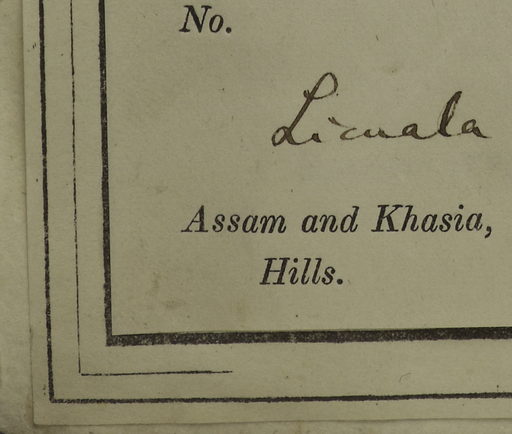 No.
Licuala
Assam and Khasia,
Hills.